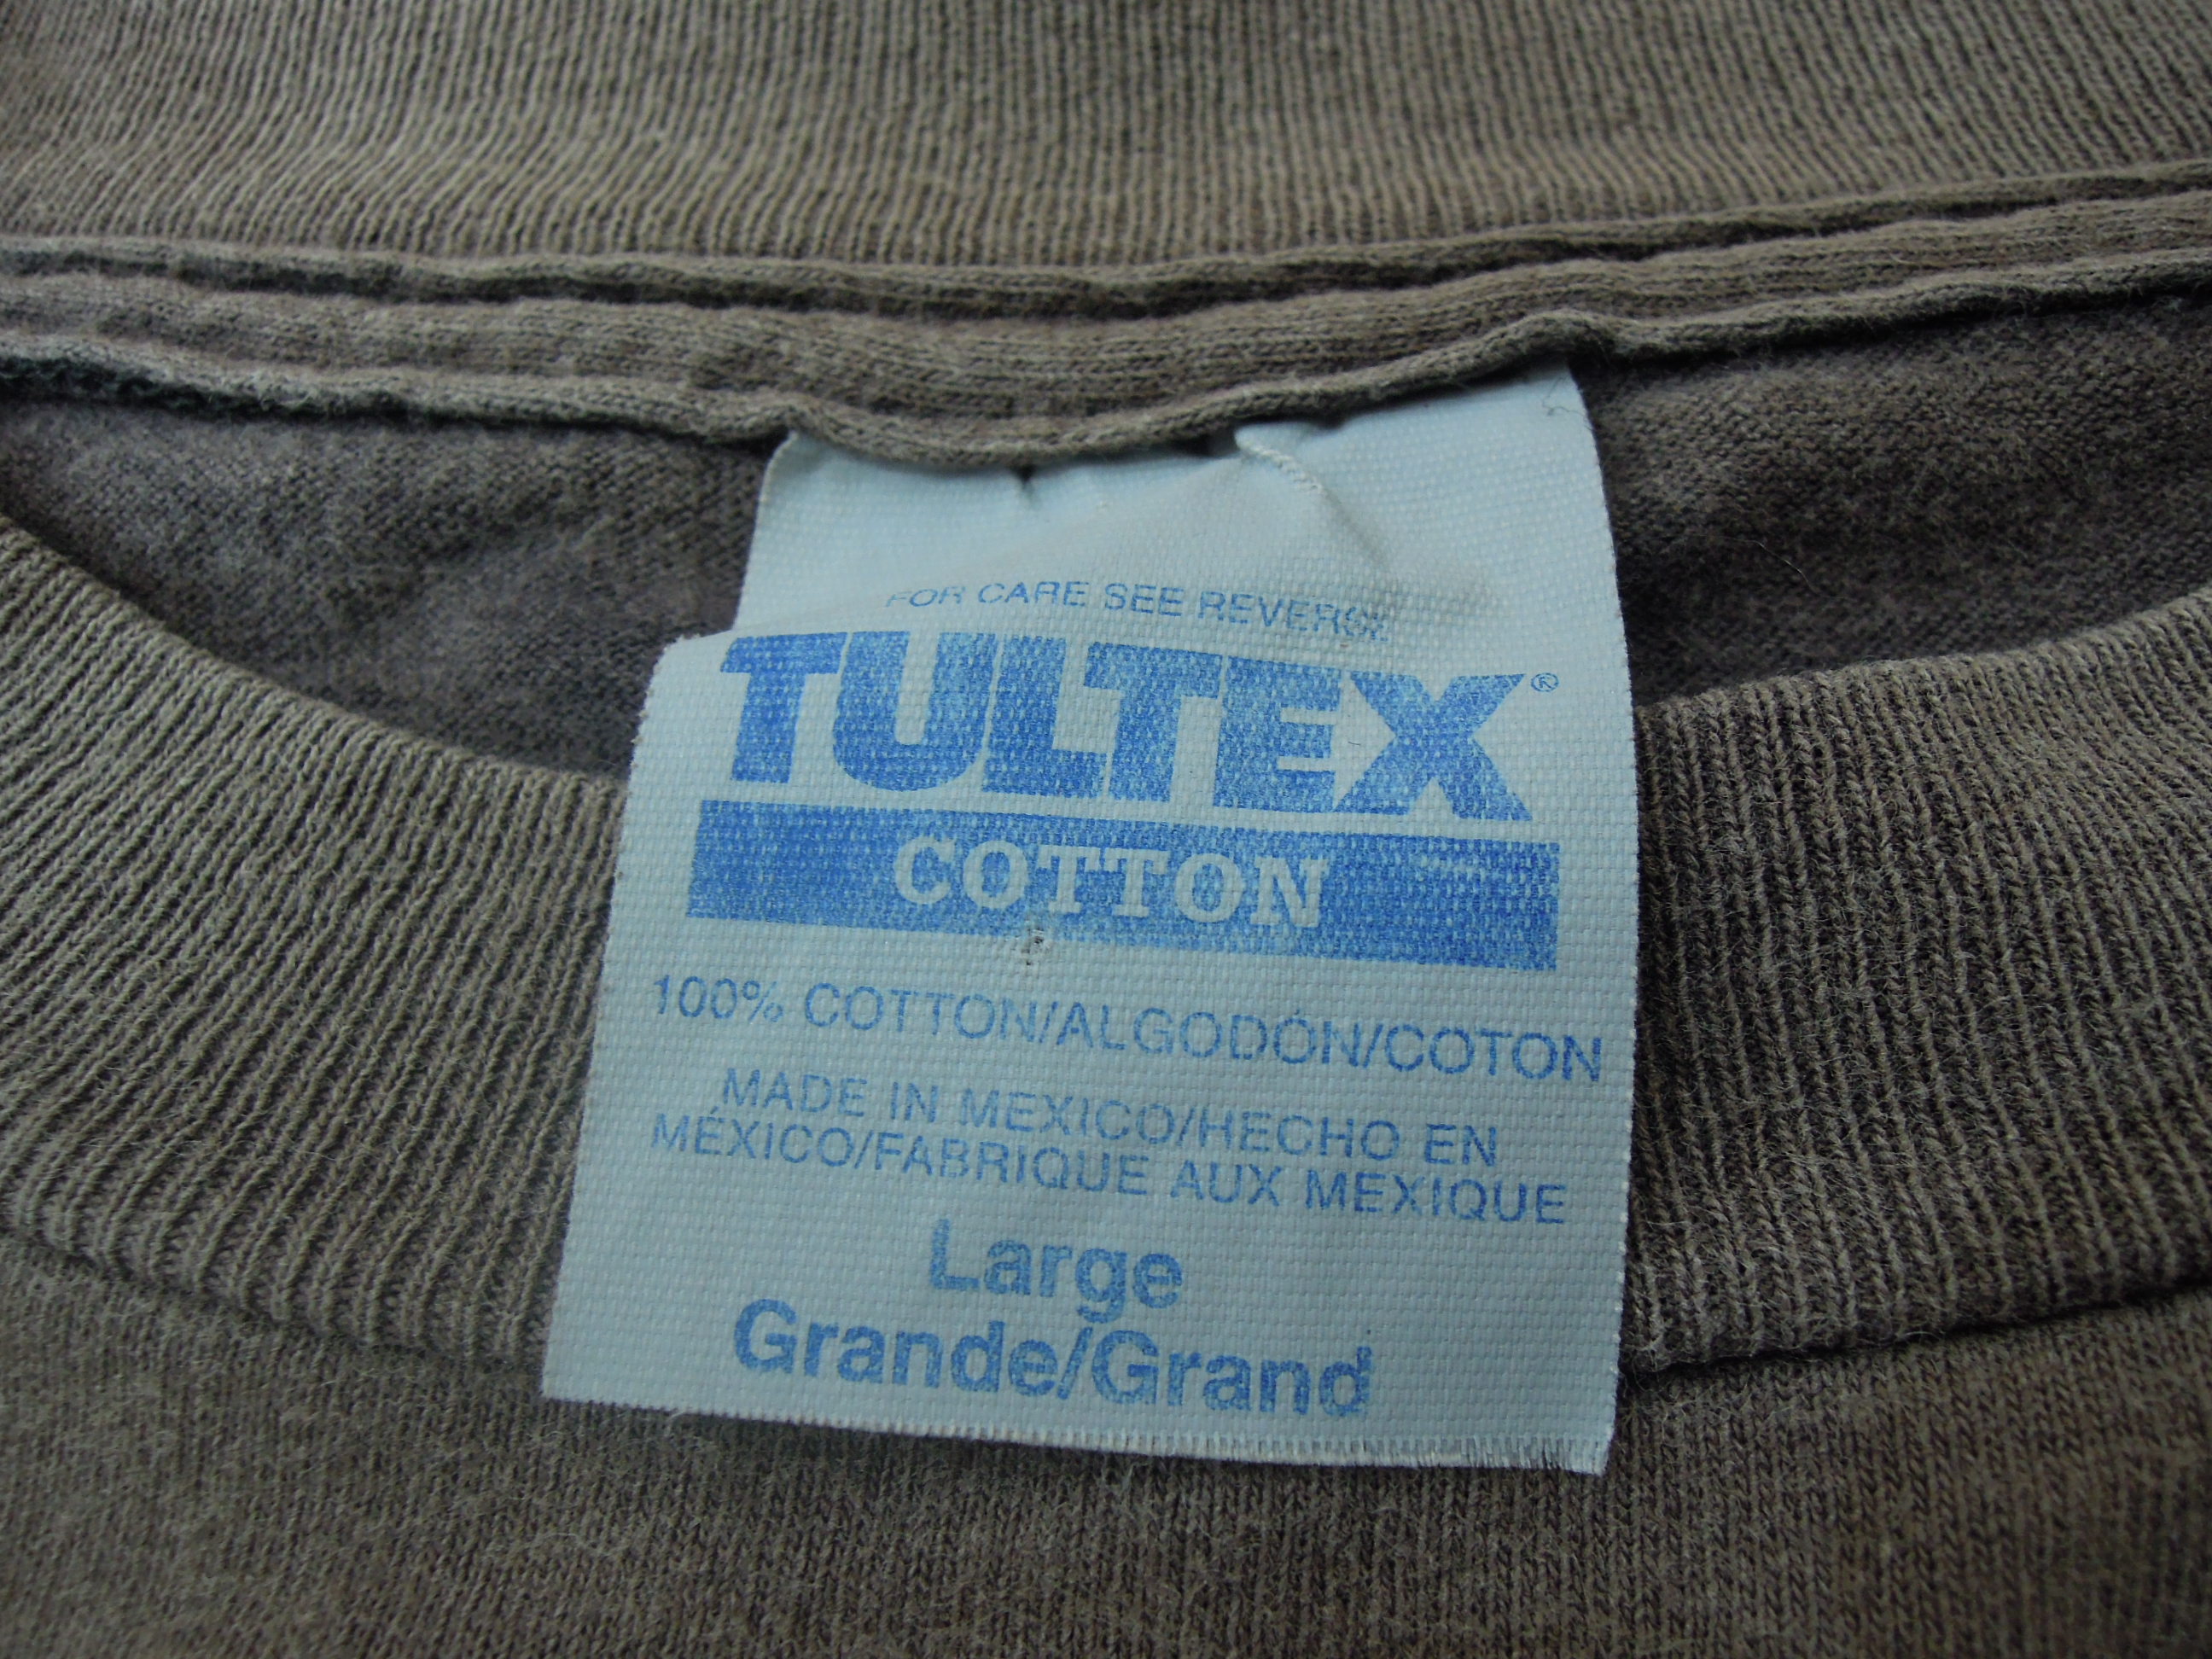 FOR CARE SEE REVERSE
TULTEX®
COTTON
100% COTTON/ALGODÓN/COTON
MADE IN MEXICO/HECHO EN
MÉXICO/FABRIQUE AUX MEXIQUE
Large
Grande/Grand